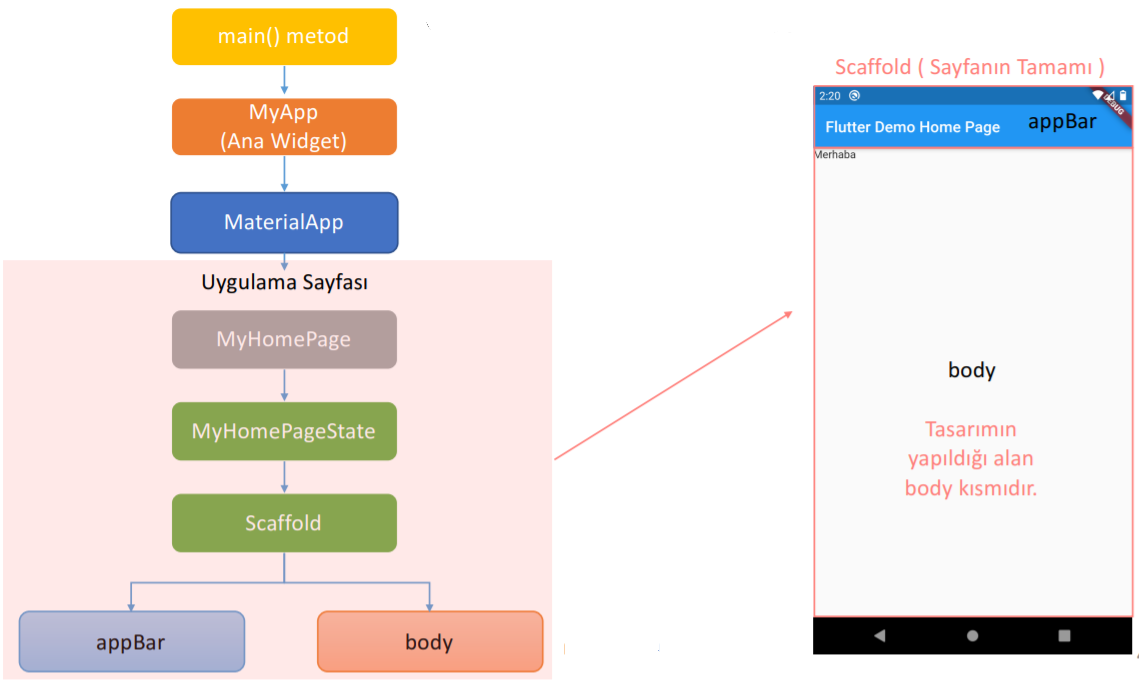 main() metod
MyApp
(Ana Widget)
MaterialApp
Uygulama Sayfası
MyHomePage
MyHomePageState
Scaffold
appBar
body
Scaffold ( Sayfanın Tamamı )
2:20
DEBUG
Flutter Demo Home Page
appBar
Merhaba
body
Tasarımın
yapıldığı alan
body kısmıdır.